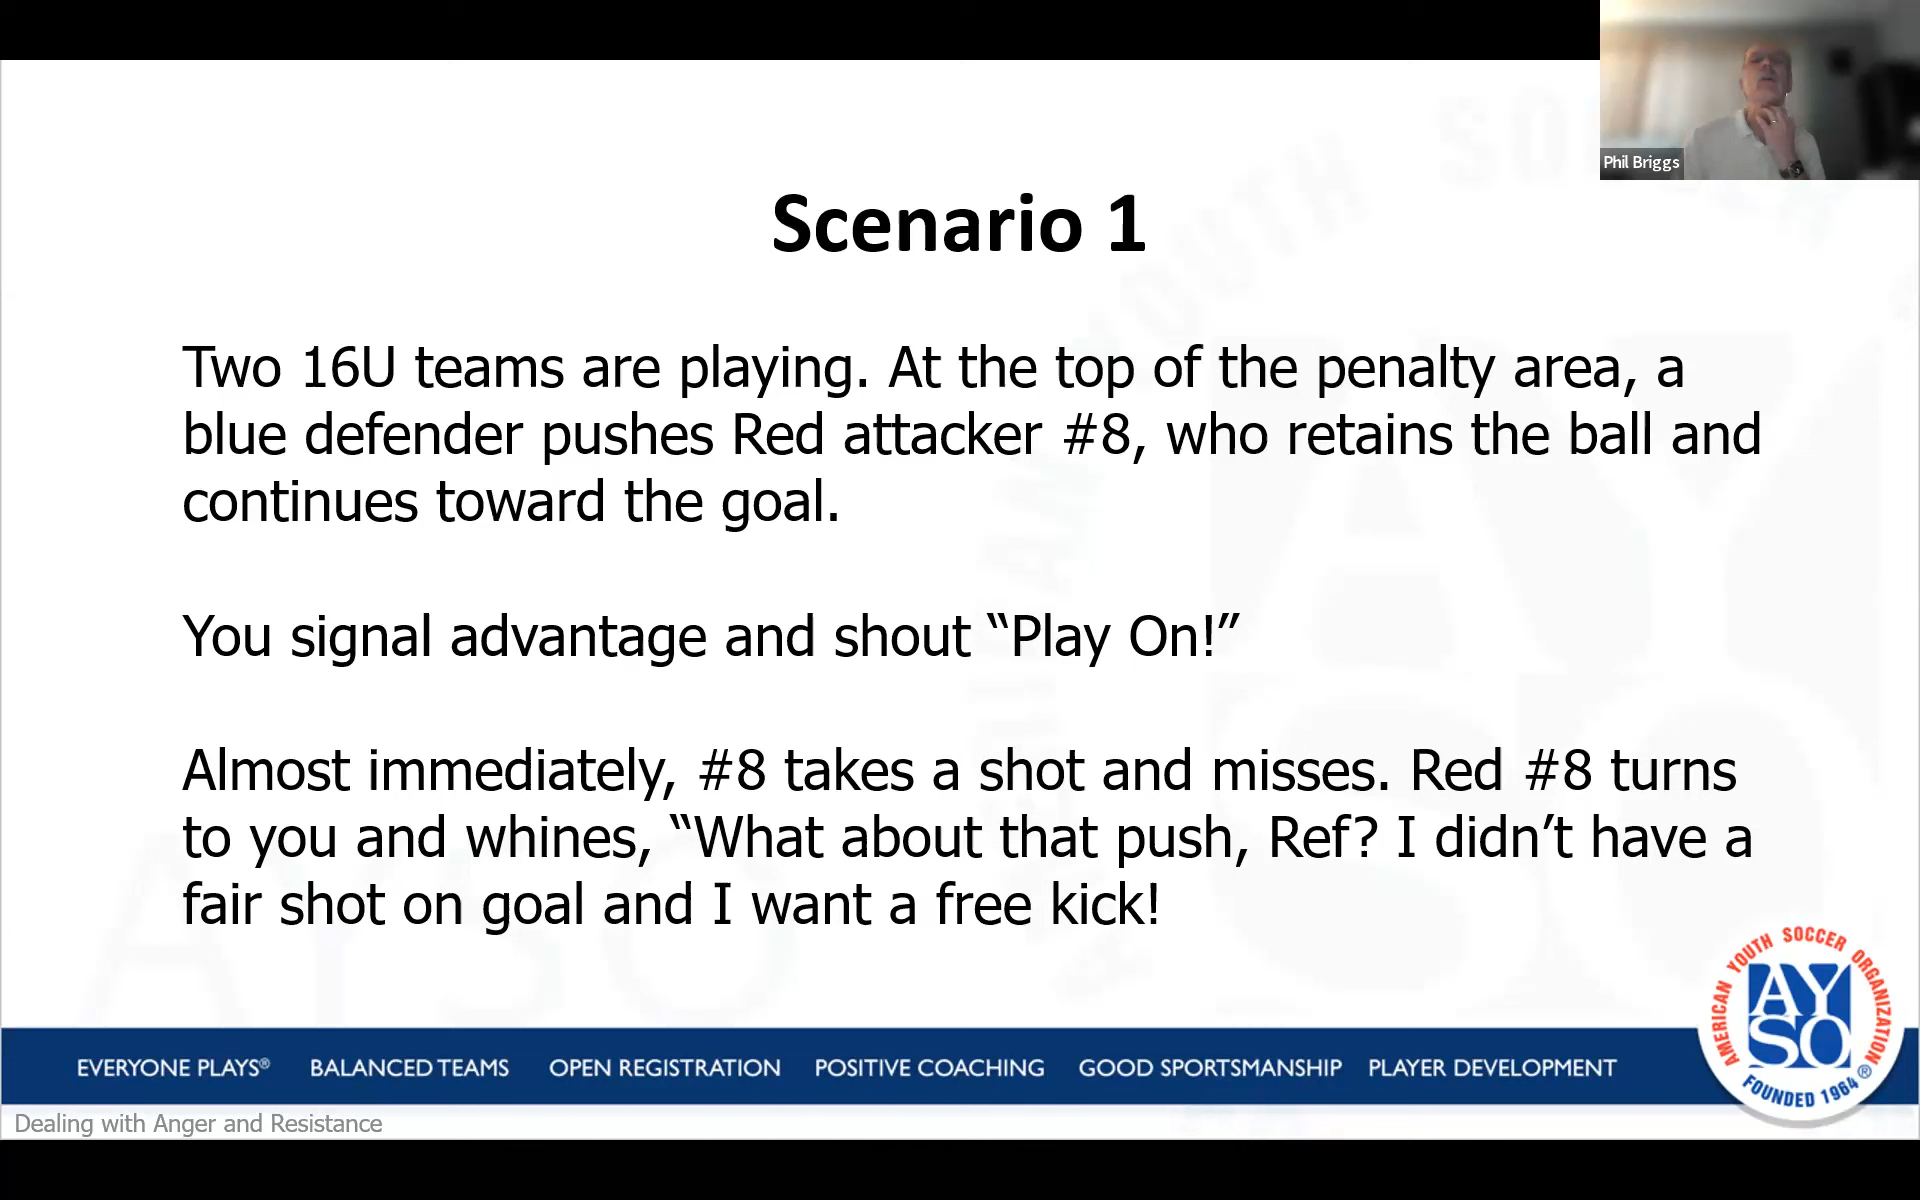 Phil Briggs
Scenario 1
Two 16U teams are playing. At the top of the penalty area, a
blue defender pushes Red attacker #8, who retains the ball and
continues toward the goal.
You signal advantage and shout “Play On!”
Almost immediately, #8 takes a shot and misses. Red #8 turns
to you and whines, “What about that push, Ref? I didn’t have a
fair shot on goal and I want a free kick!
AMERICAN YOUTH SOCCER ORGANIZATION
AY
SO
®
FOUNDED 1964
EVERYONE PLAYS® BALANCED TEAMS OPEN REGISTRATION POSITIVE COACHING GOOD SPORTSMANSHIP PLAYER DEVELOPMENT
Dealing with Anger and Resistance